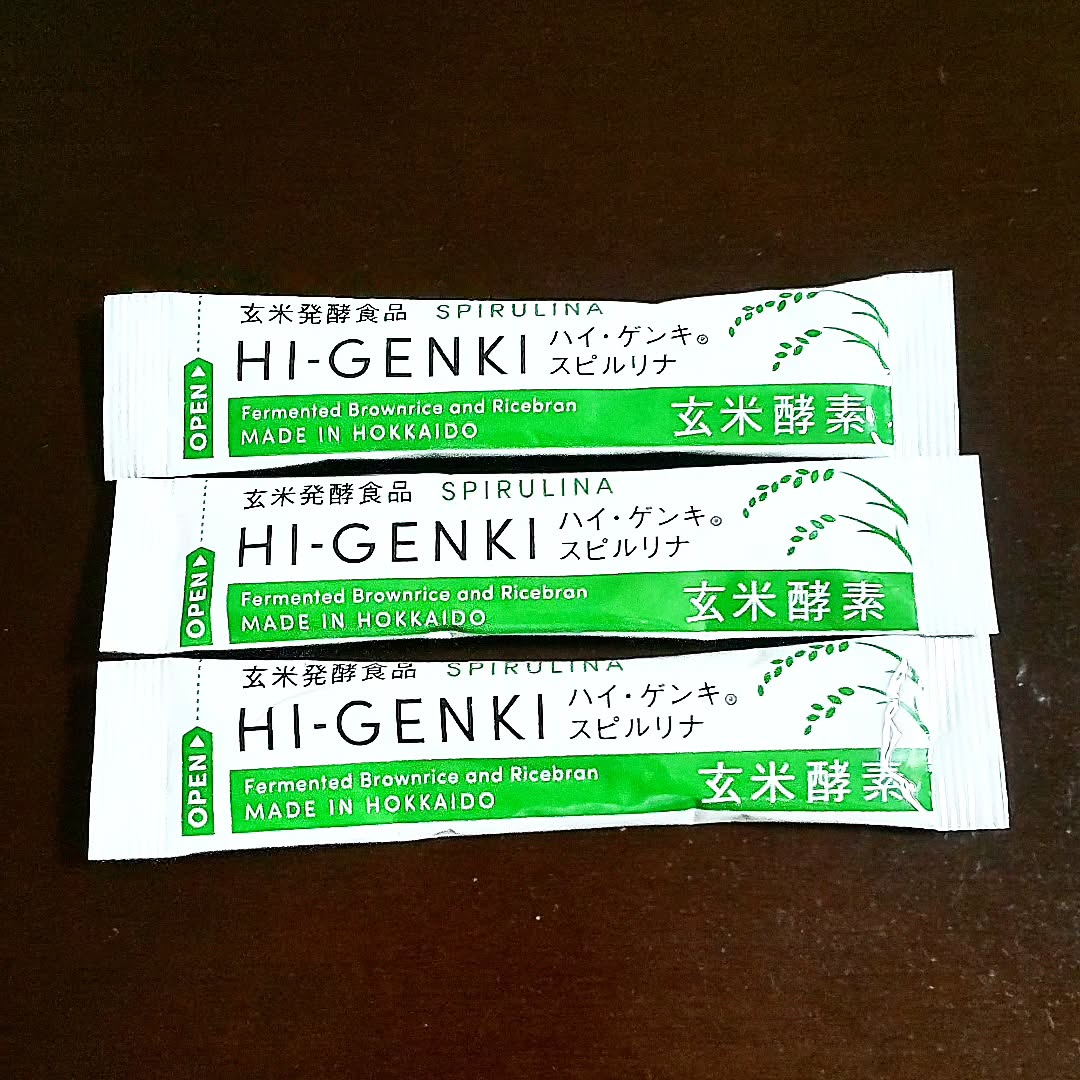 玄米発酵食品 SPIRULINA
HI-GENKI ハイ・ゲンキ®
スピルリナ
OPEN
Fermented Brownrice and Ricebran
MADE IN HOKKAIDO
玄米酵素
玄米発酵食品 SPIRULINA
HI-GENKI ハイ・ゲンキ®
スピルリナ
OPEN
Fermented Brownrice and Ricebran
MADE IN HOKKAIDO
玄米酵素
玄米発酵食品 SPIRULINA
HI-GENKI ハイ・ゲンキ®
スピルリナ
OPEN
Fermented Brownrice and Ricebran
MADE IN HOKKAIDO
玄米酵素